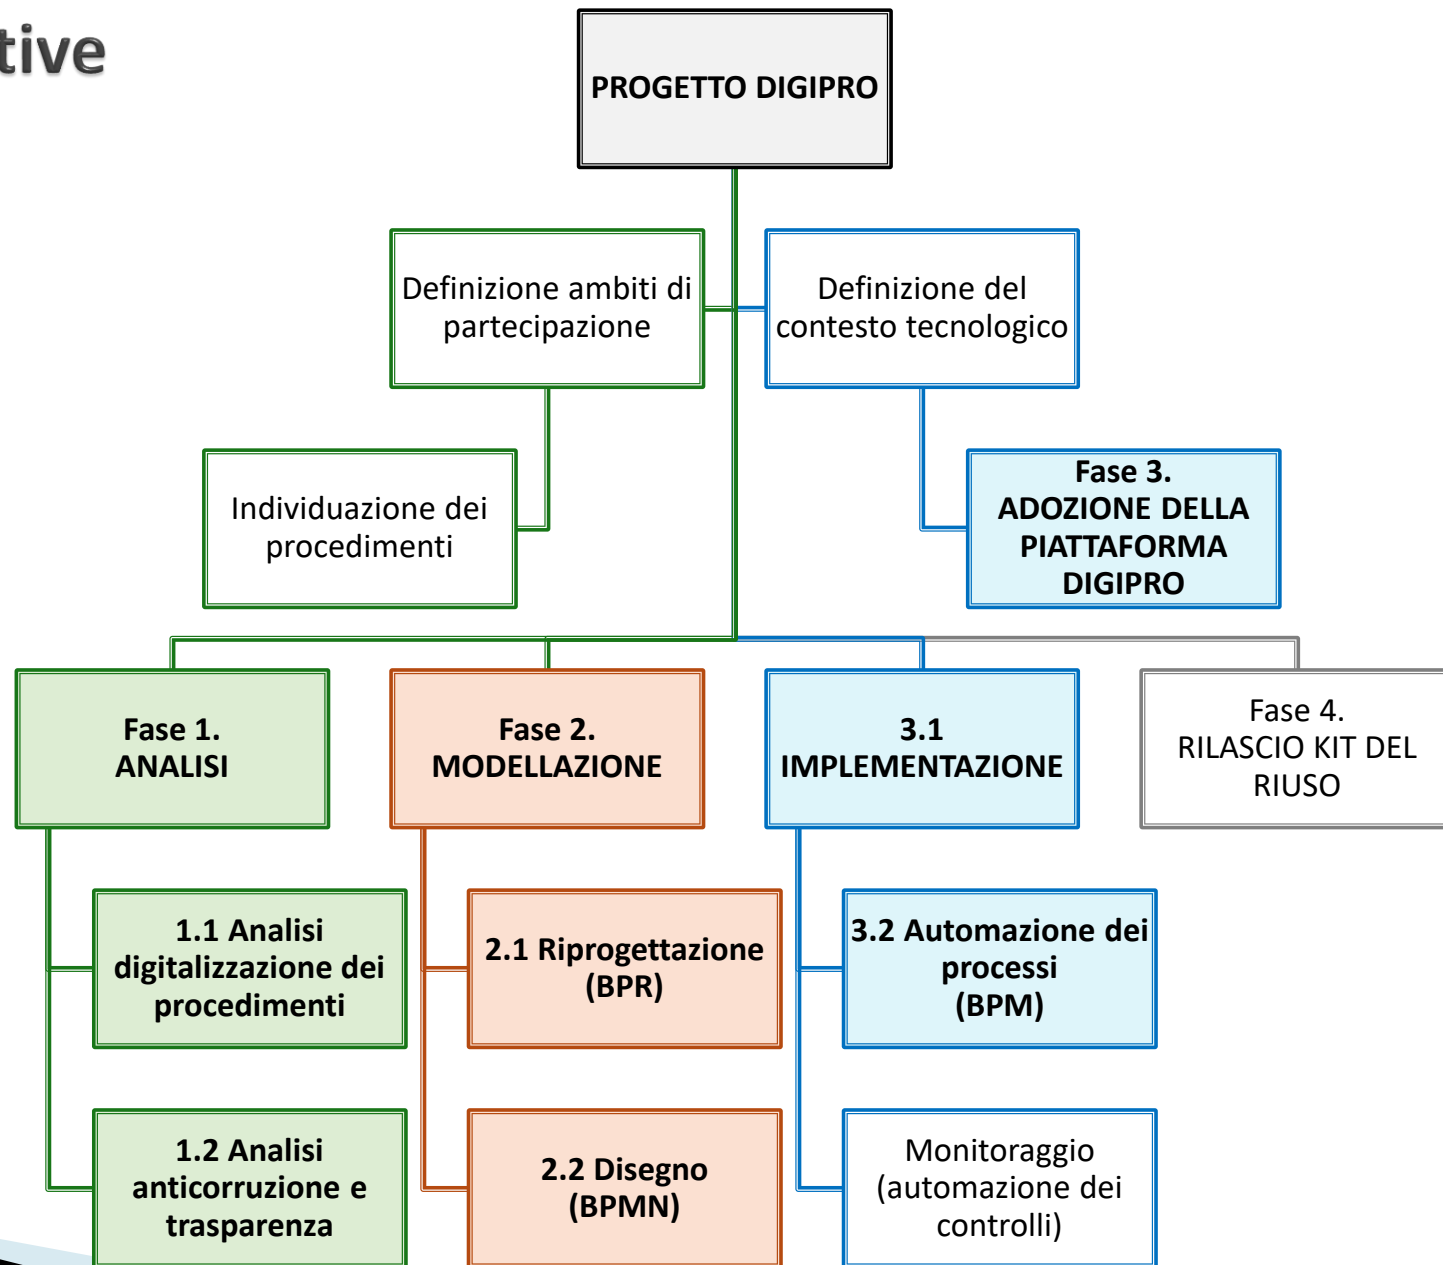 tive
PROGETTO DIGIPRO
Definizione ambiti di
partecipazione
Definizione del
contesto tecnologico
Individuazione dei
procedimenti
Fase 3.
ADOZIONE DELLA
PIATTAFORMA
DIGIPRO
Fase 1.
ANALISI
Fase 2.
MODELLAZIONE
3.1
IMPLEMENTAZIONE
Fase 4.
RILASCIO KIT DEL
RIUSO
1.1 Analisi
digitalizzazione dei
procedimenti
2.1 Riprogettazione
(BPR)
3.2 Automazione dei
processi
(BPM)
1.2 Analisi
anticorruzione e
trasparenza
2.2 Disegno
(BPMN)
Monitoraggio
(automazione dei
controlli)